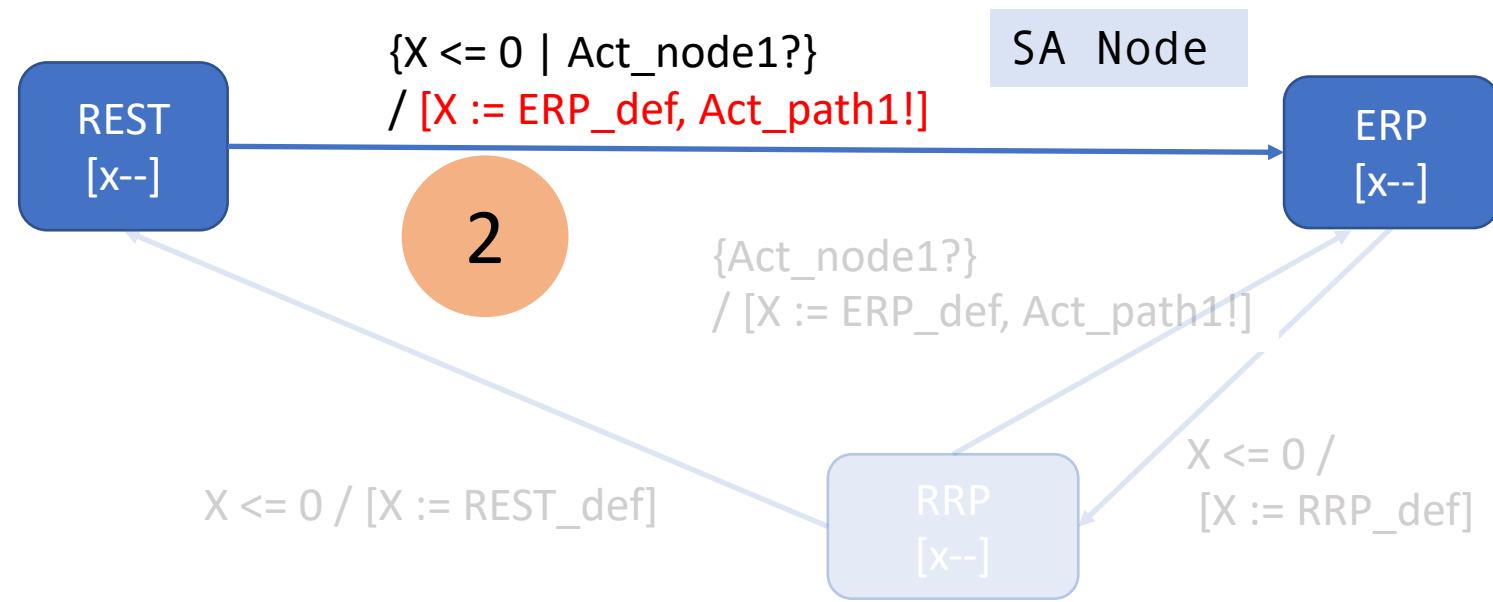 {X <= 0 | Act_node1?}
/ [X := ERP_def, Act_path1!]
SA Node
REST
[x--]
ERP
[x--]
2
{Act_node1?}
/ [X := ERP_def, Act_path1!]
X <= 0 /
[X := RRP_def]
X <= 0 / [X := REST_def]
RRP
[x--]